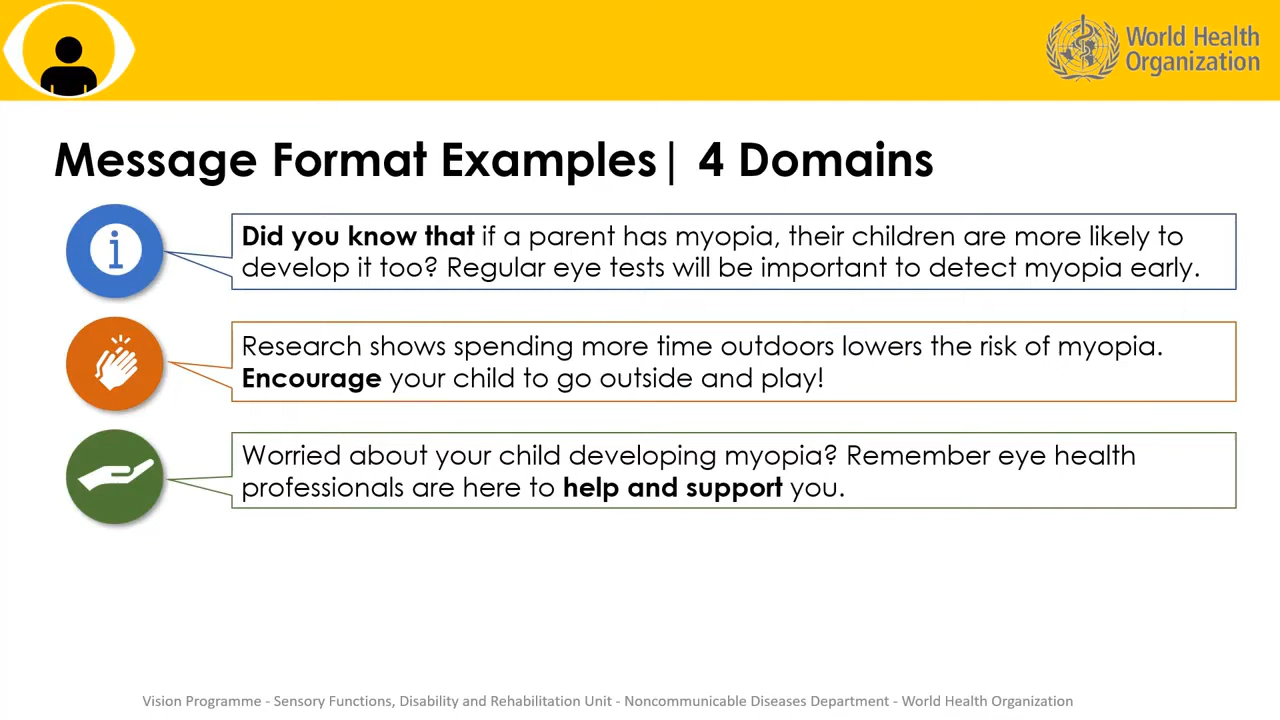 World Health
Organization
Message Format Examples| 4 Domains
i
Did you know that if a parent has myopia, their children are more likely to
develop it too? Regular eye tests will be important to detect myopia early.
Research shows spending more time outdoors lowers the risk of myopia.
Encourage your child to go outside and play!
Worried about your child developing myopia? Remember eye health
professionals are here to help and support you.
Vision Programme - Sensory Functions, Disability and Rehabilitation Unit - Noncommunicable Diseases Department - World Health Organization